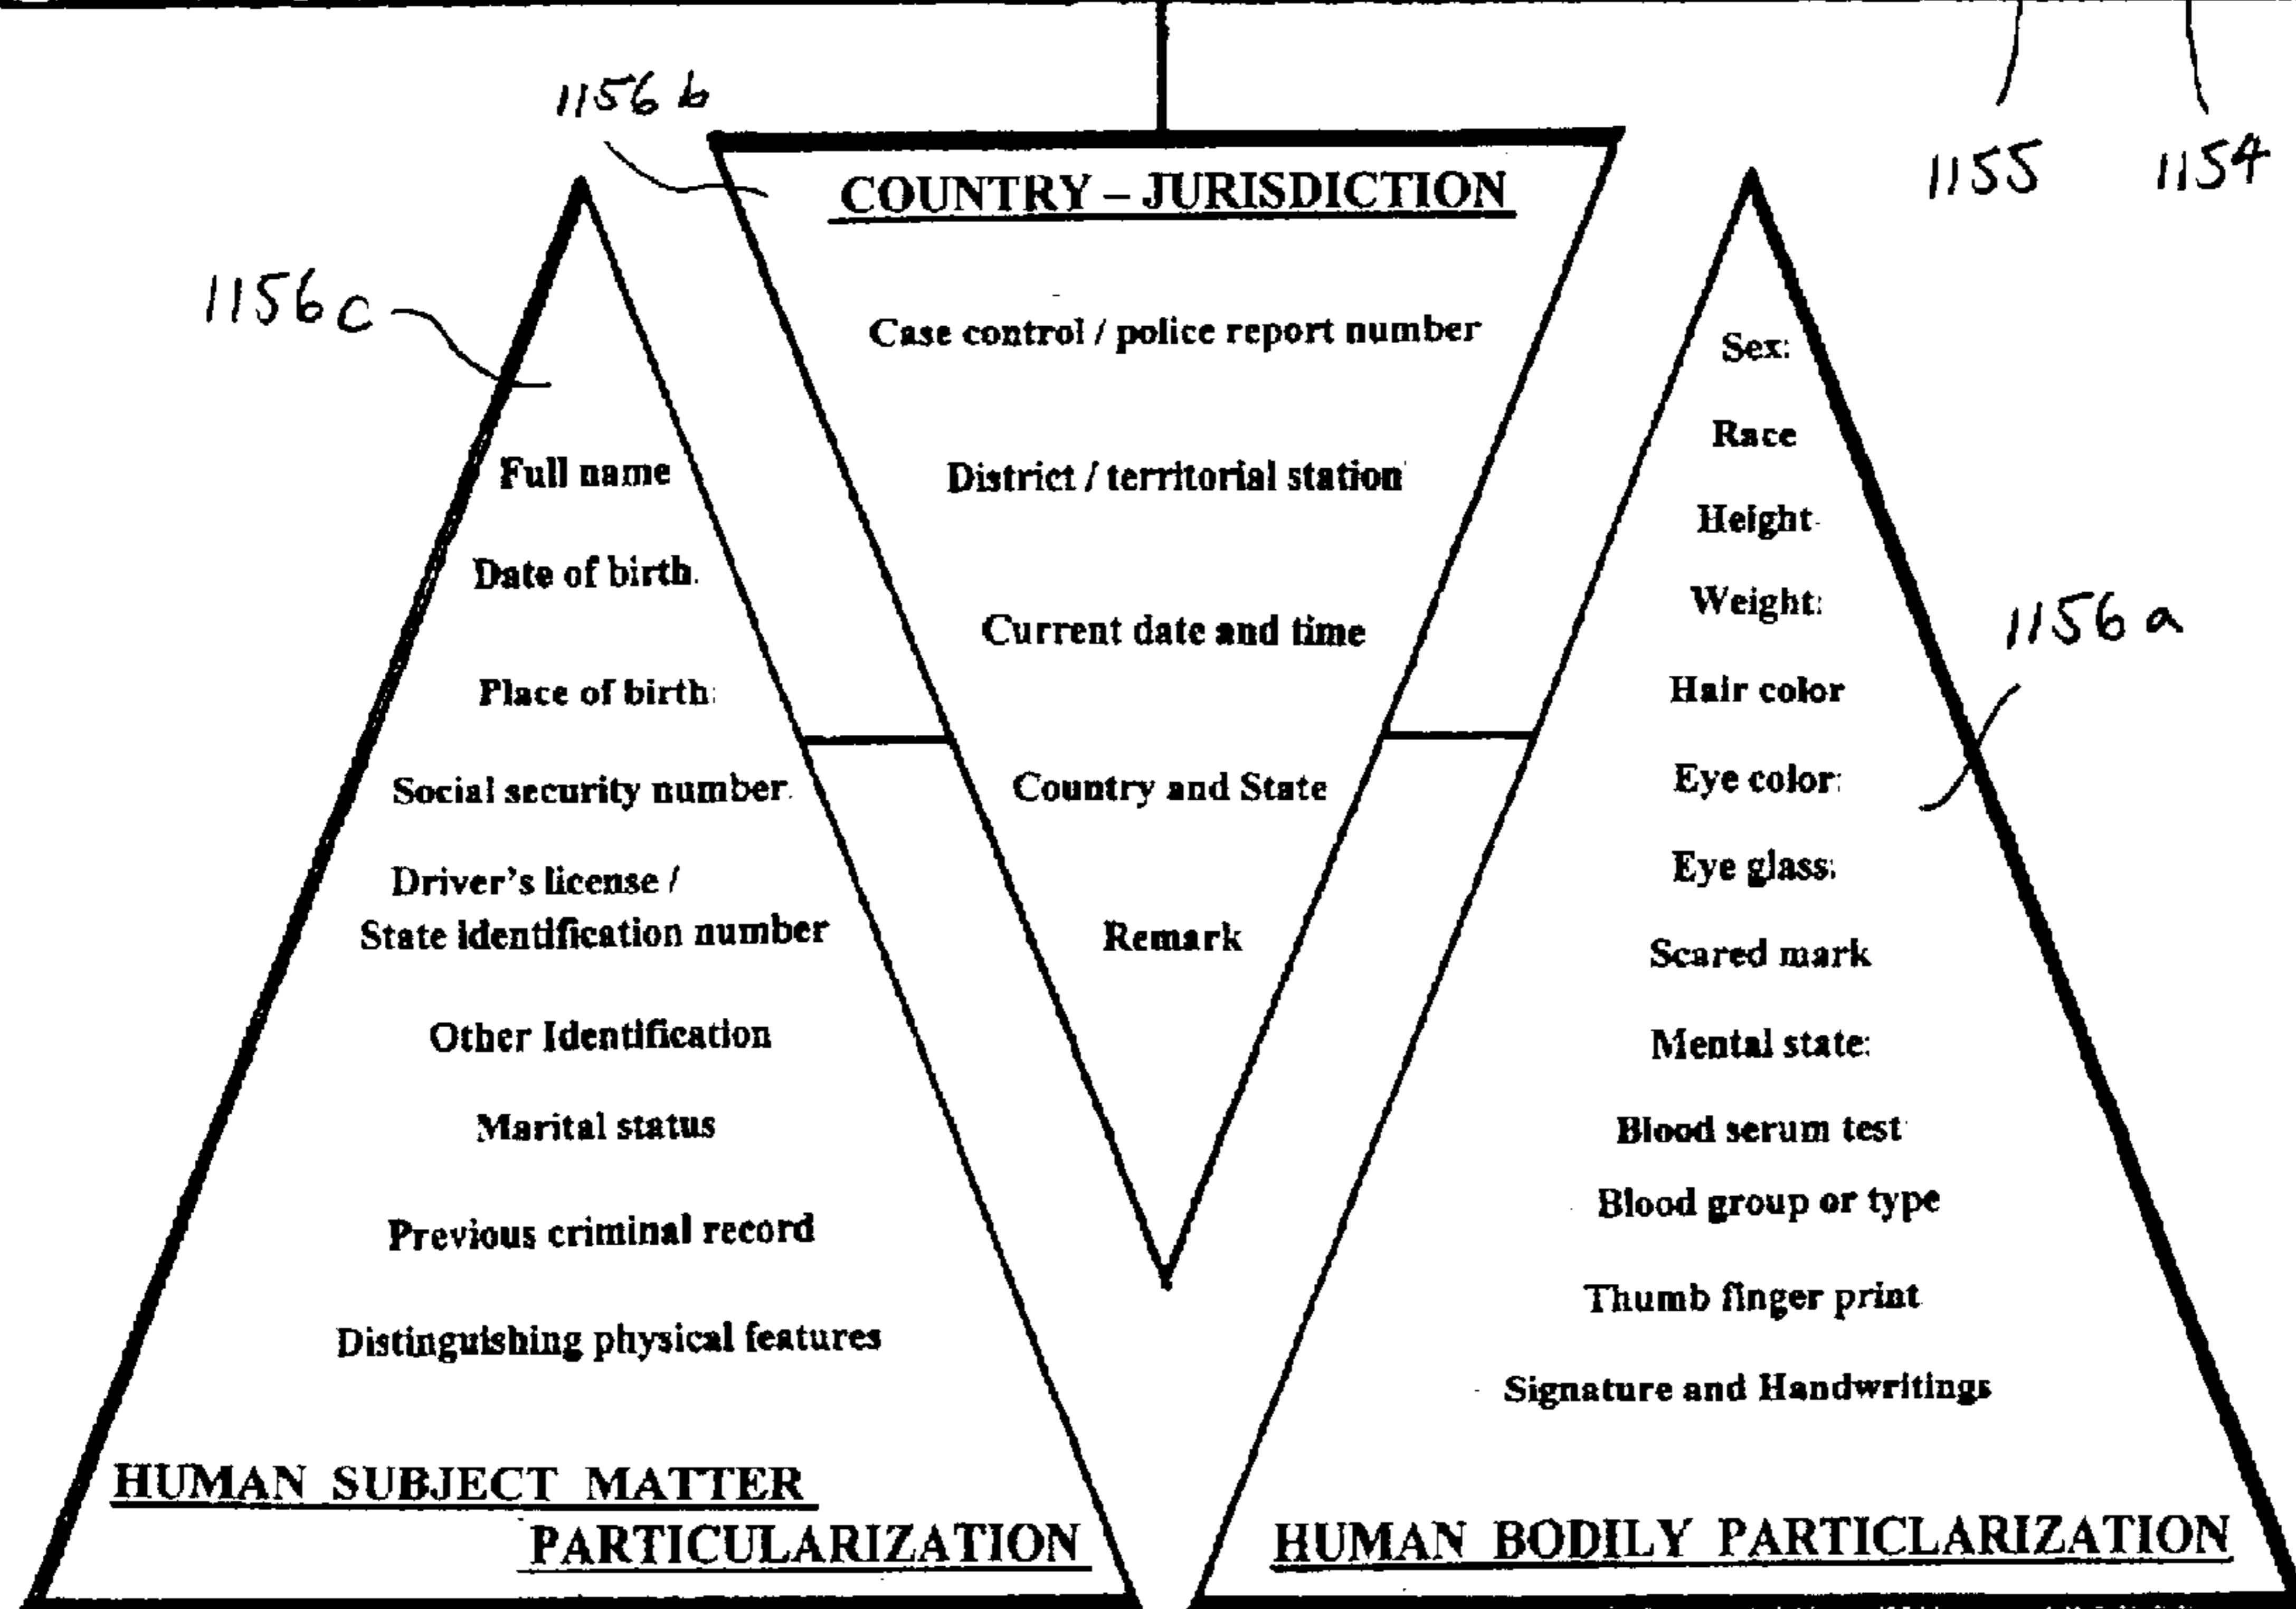 1156 b
1155
1154
COUNTRY – JURISDICTION
Case control / police report number
District / territorial station
Current date and time
Country and State
Remark
1156 c
Full name
Date of birth.
Place of birth:
Social security number.
Driver's license /
State identification number
Other Identification
Marital status
Previous criminal record
Distinguishing physical features
HUMAN SUBJECT MATTER
PARTICULARIZATION
Sex:
Race
Height
Weight:
1156 a
Hair color
Eye color:
Eye glass:
Scared mark
Mental state:
Blood serum test
Blood group or type
Thumb finger print
Signature and Handwritings
HUMAN BODILY PARTICLARIZATION